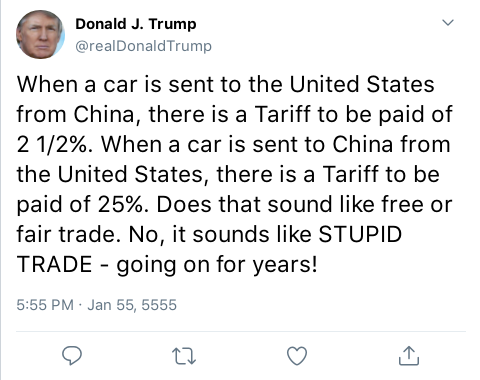 Donald J. Trump
@realDonaldTrump
When a car is sent to the United States
from China, there is a Tariff to be paid of
2 1/2%. When a car is sent to China from
the United States, there is a Tariff to be
paid of 25%. Does that sound like free or
fair trade. No, it sounds like STUPID
TRADE - going on for years!
5:55 PM · Jan 55, 5555